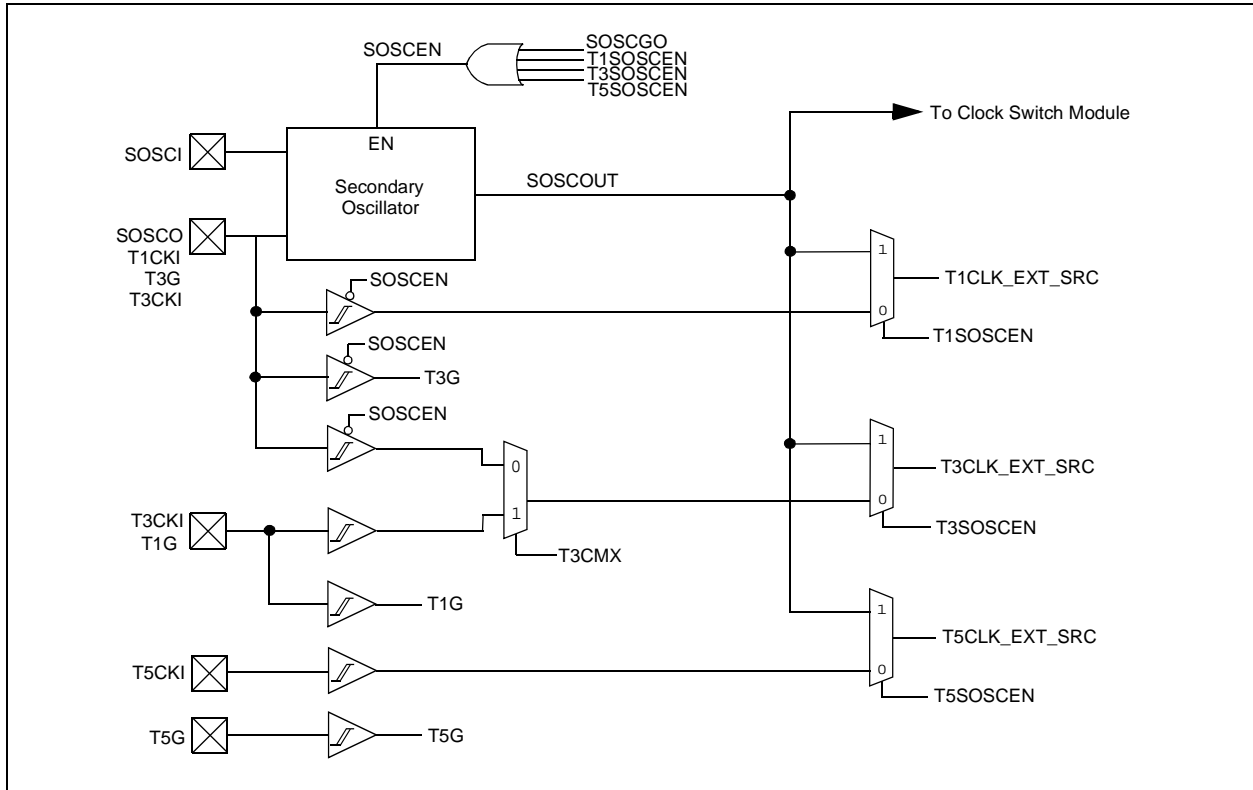 SOSCEN
SOSCGO
T1SOSCEN
T3SOSCEN
T5SOSCEN
To Clock Switch Module
SOSCI
EN
Secondary
Oscillator
SOSCOUT
SOSCO
T1CKI
T3G
T3CKI
SOSCEN
1
0
T1CLK_EXT_SRC
T1SOSCEN
SOSCEN
T3G
SOSCEN
0
1
T3CMX
1
0
T3CLK_EXT_SRC
T3SOSCEN
T3CKI
T1G
T1G
1
0
T5CLK_EXT_SRC
T5SOSCEN
T5CKI
T5G
T5G